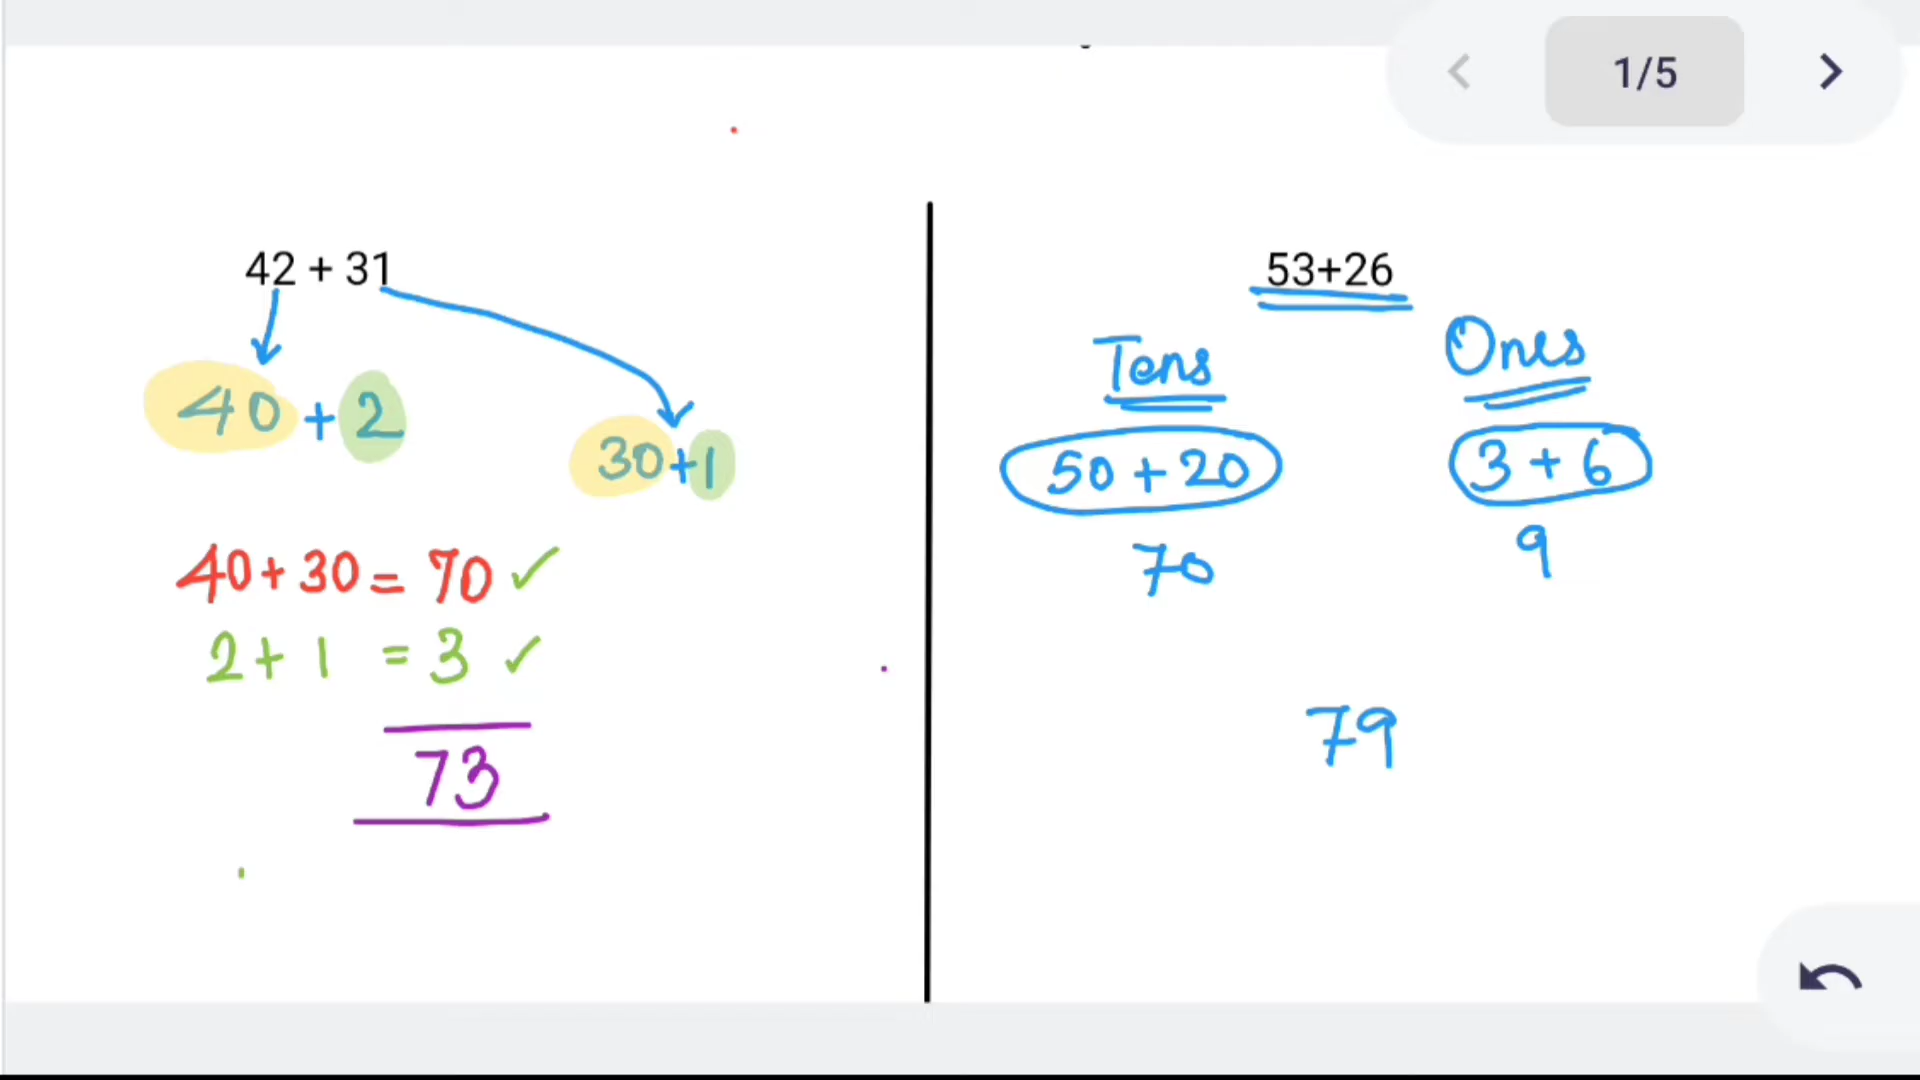 1/5
42 + 31
40 + 2
30+1
40+30 = 70 ✓
2+ 1 = 3 ✓
73
53+26
Tens Ones
50 + 20 3 + 6
70 9
79